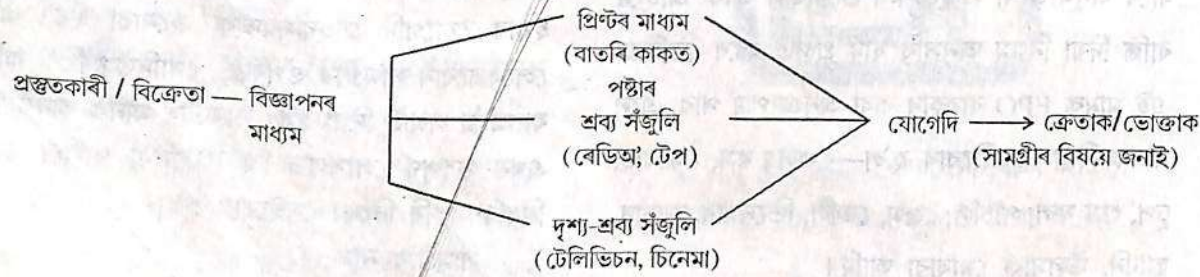 প্ৰিণ্টৰ মাধ্যম
(বাতৰি কাকত)
প্ৰস্তুতকাৰী / বিক্ৰেতা — বিজ্ঞাপনৰ
মাধ্যম
পষ্টাৰ
শ্ৰব্য সঁজুলি
(ৰেডিঅ', টেপ)
যোগেদি ⟶ ক্ৰেতাক/ভোক্তাক
(সামগ্ৰীৰ বিষয়ে জনাই)
দৃশ্য-শ্ৰব্য সঁজুলি
(টেলিভিচন, চিনেমা)